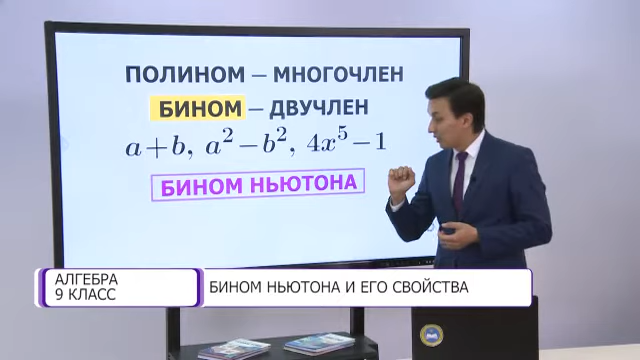 ПОЛИНОМ – МНОГОЧЛЕН
БИНОМ – ДВУЧЛЕН
a+b, a²−b², 4x⁵−1
БИНОМ НЬЮТОНА
АЛГЕБРА
9 КЛАСС
БИНОМ НЬЮТОНА И ЕГО СВОЙСТВА